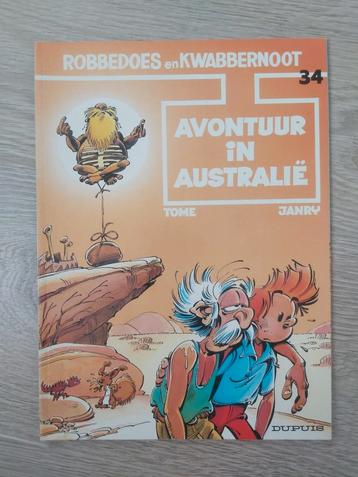 ROBBEDOES en KWABBERNOOT
34
AVONTUUR
iN
AUSTRALIË
TOME JANRY
DUPUIS